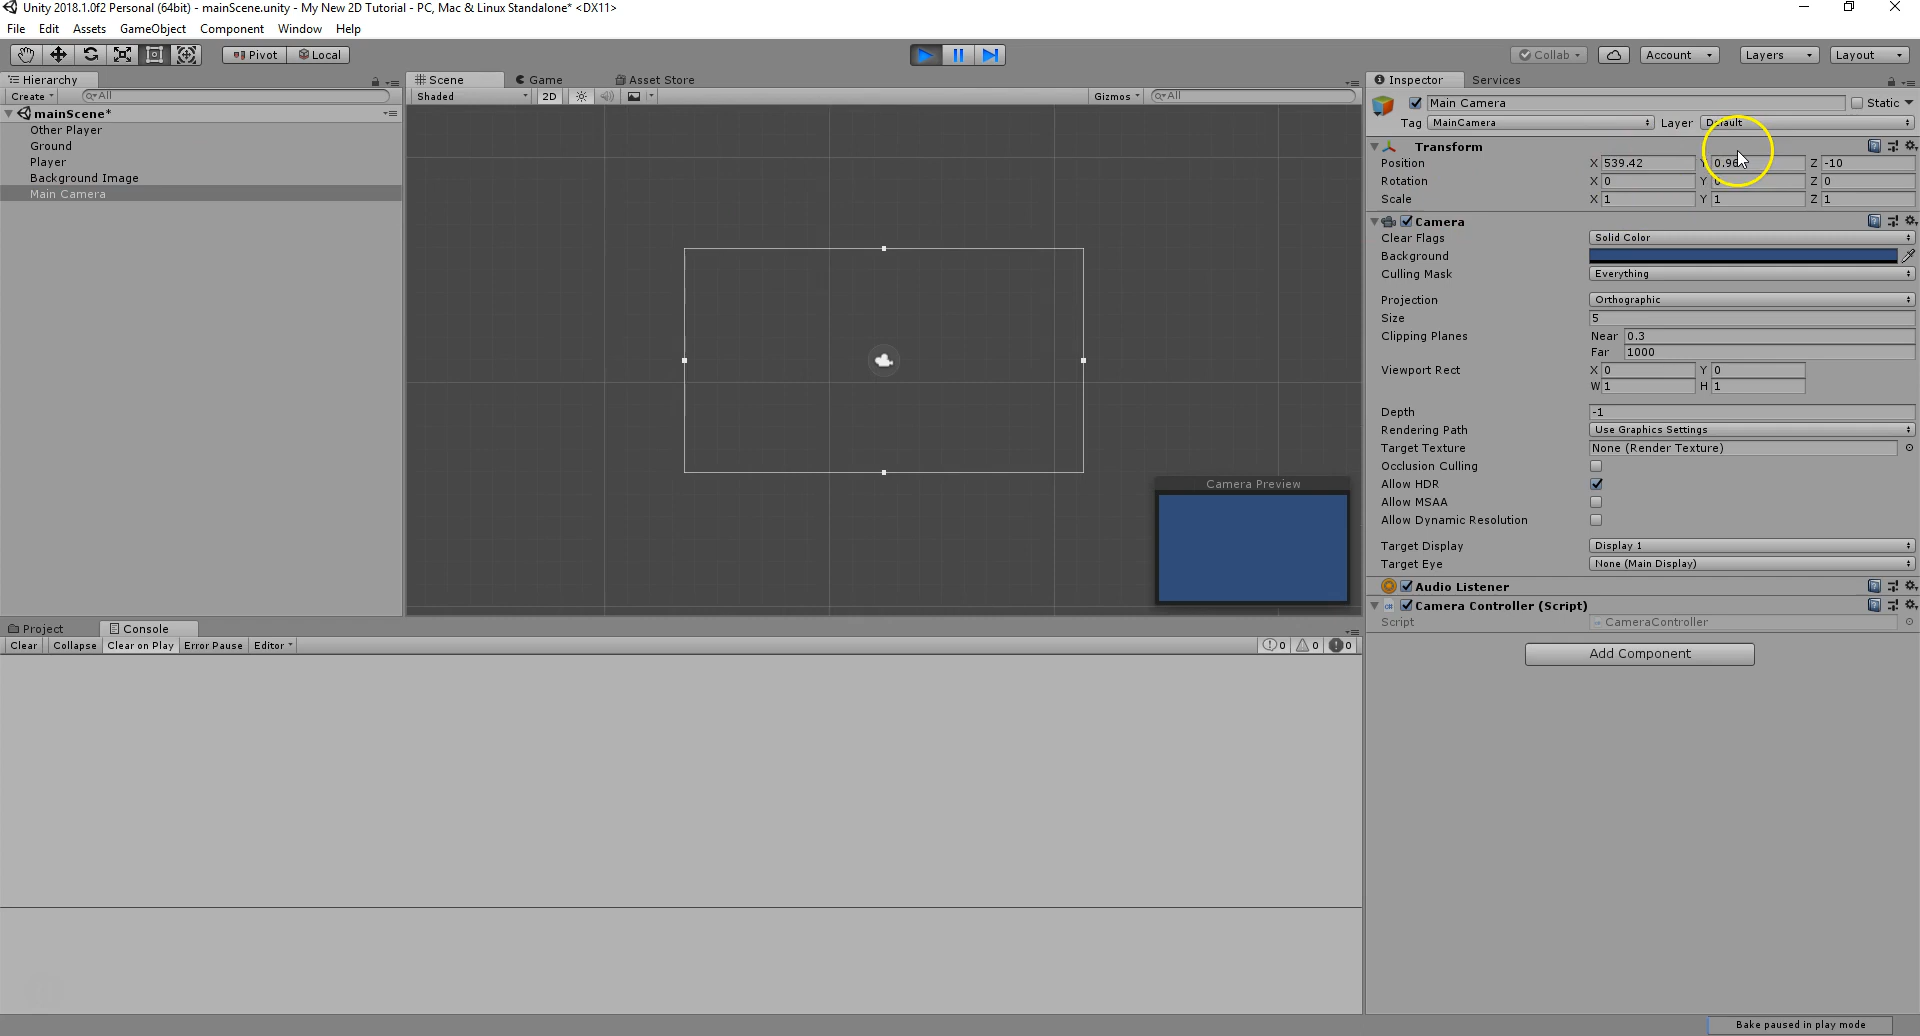 Unity 2018.1.0f2 Personal (64bit) - mainScene.unity - My New 2D Tutorial - PC, Mac & Linux Standalone* <DX11>
File Edit Assets GameObject Component Window Help
Pivot Local Collab Account Layers Layout
Hierarchy Scene Game Asset Store Inspector Services
Create All Shaded 2D Gizmos All Main Camera Static
mainScene*
Tag MainCamera Layer Default
Other Player
Ground
Player
Background Image
Main Camera
Transform
Position X 539.42 Y Z -10
Rotation X 0 Y 0 Z 0
Scale X 1 Y 1 Z 1
Camera
Clear Flags Solid Color
Background
Culling Mask Everything
Projection Orthographic
Size 5
Clipping Planes Near 0.3
Far 1000
Viewport Rect X 0 Y 0
W 1 H 1
Depth -1
Rendering Path Use Graphics Settings
Target Texture None (Render Texture)
Occlusion Culling
Allow HDR
Allow MSAA
Allow Dynamic Resolution
Target Display Display 1
Target Eye None (Main Display)
Audio Listener
Camera Controller (Script)
Script CameraController
Add Component
Camera Preview
Project Console
Clear Collapse Clear on Play Error Pause Editor 0 0 0
Bake paused in play mode